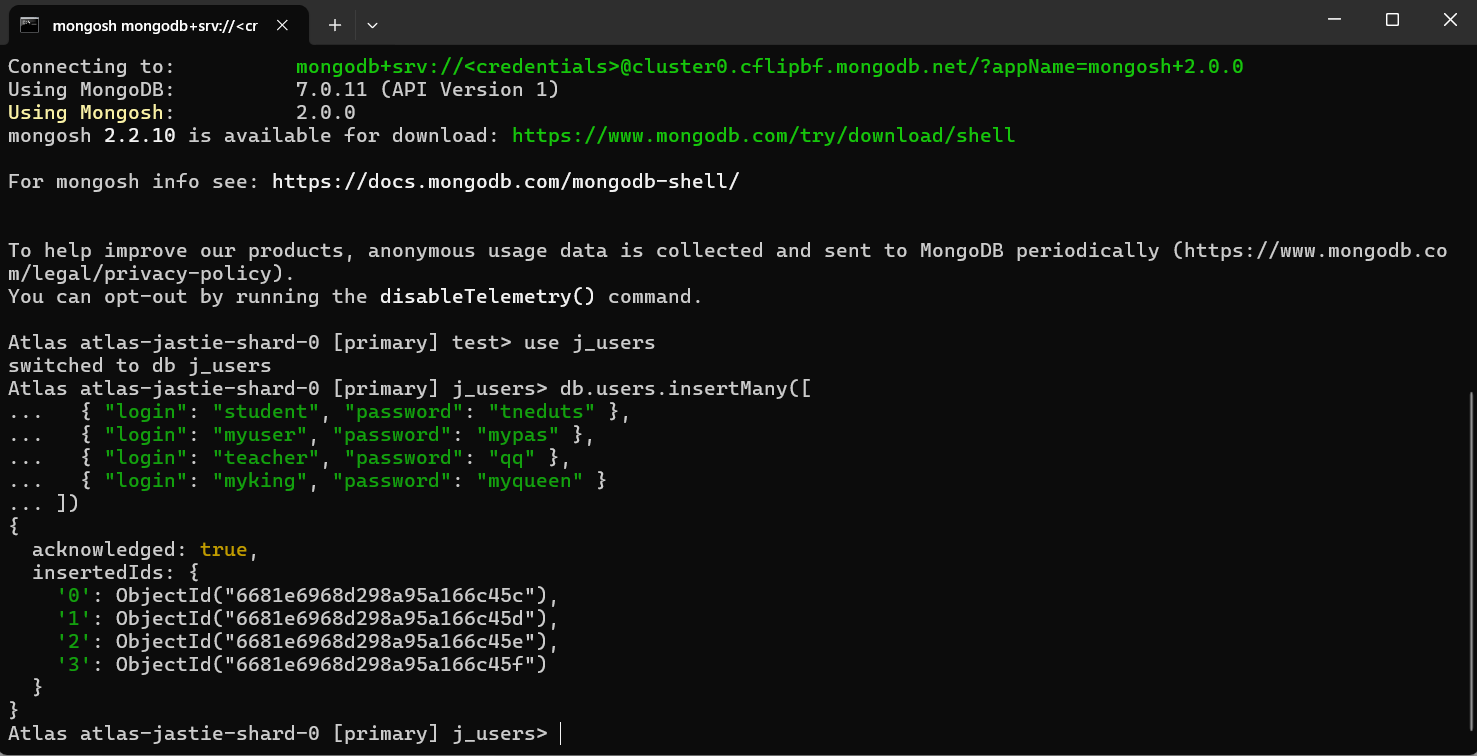 mongosh mongodb+srv://<cr
Connecting to: mongodb+srv://<credentials>@cluster0.cflipbf.mongodb.net/?appName=mongosh+2.0.0
Using MongoDB: 7.0.11 (API Version 1)
Using Mongosh: 2.0.0
mongosh 2.2.10 is available for download: https://www.mongodb.com/try/download/shell
For mongosh info see: https://docs.mongodb.com/mongodb-shell/
To help improve our products, anonymous usage data is collected and sent to MongoDB periodically (https://www.mongodb.co
m/legal/privacy-policy).
You can opt-out by running the disableTelemetry() command.
Atlas atlas-jastie-shard-0 [primary] test> use j_users
switched to db j_users
Atlas atlas-jastie-shard-0 [primary] j_users> db.users.insertMany([
...   { "login": "student", "password": "tneduts" },
...   { "login": "myuser", "password": "mypas" },
...   { "login": "teacher", "password": "qq" },
...   { "login": "myking", "password": "myqueen" }
... ])
{
  acknowledged: true,
  insertedIds: {
    '0': ObjectId("6681e6968d298a95a166c45c"),
    '1': ObjectId("6681e6968d298a95a166c45d"),
    '2': ObjectId("6681e6968d298a95a166c45e"),
    '3': ObjectId("6681e6968d298a95a166c45f")
  }
}
Atlas atlas-jastie-shard-0 [primary] j_users>